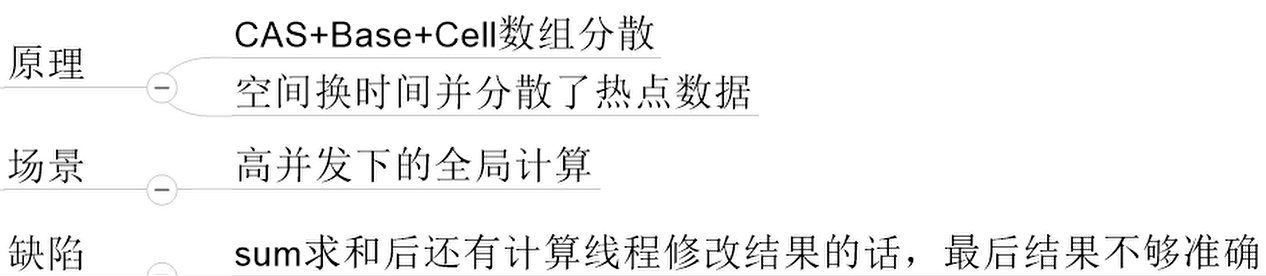 原理
CAS+Base+Cell数组分散
空间换时间并分散了热点数据
场景
高并发下的全局计算
缺陷
sum求和后还有计算线程修改结果的话，最后结果不够准确